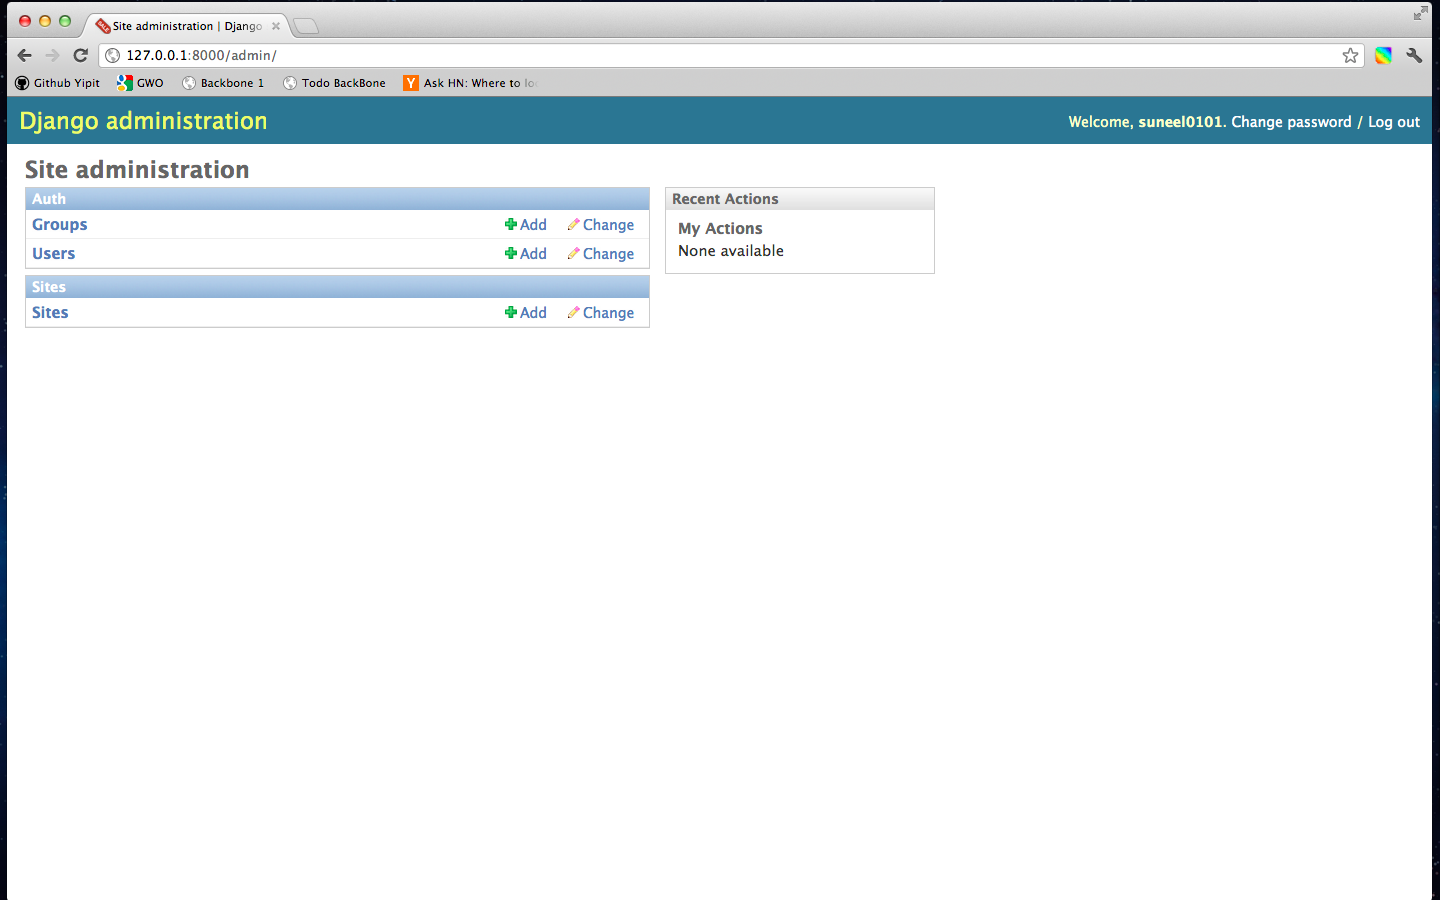 Site administration | Django
127.0.0.1:8000/admin/
Github Yipit GWO Backbone 1 Todo BackBone Y Ask HN: Where to
Django administration
Welcome, suneel0101. Change password / Log out
Site administration
Auth
Groups Add Change
Users Add Change
Sites
Sites Add Change
Recent Actions
My Actions
None available